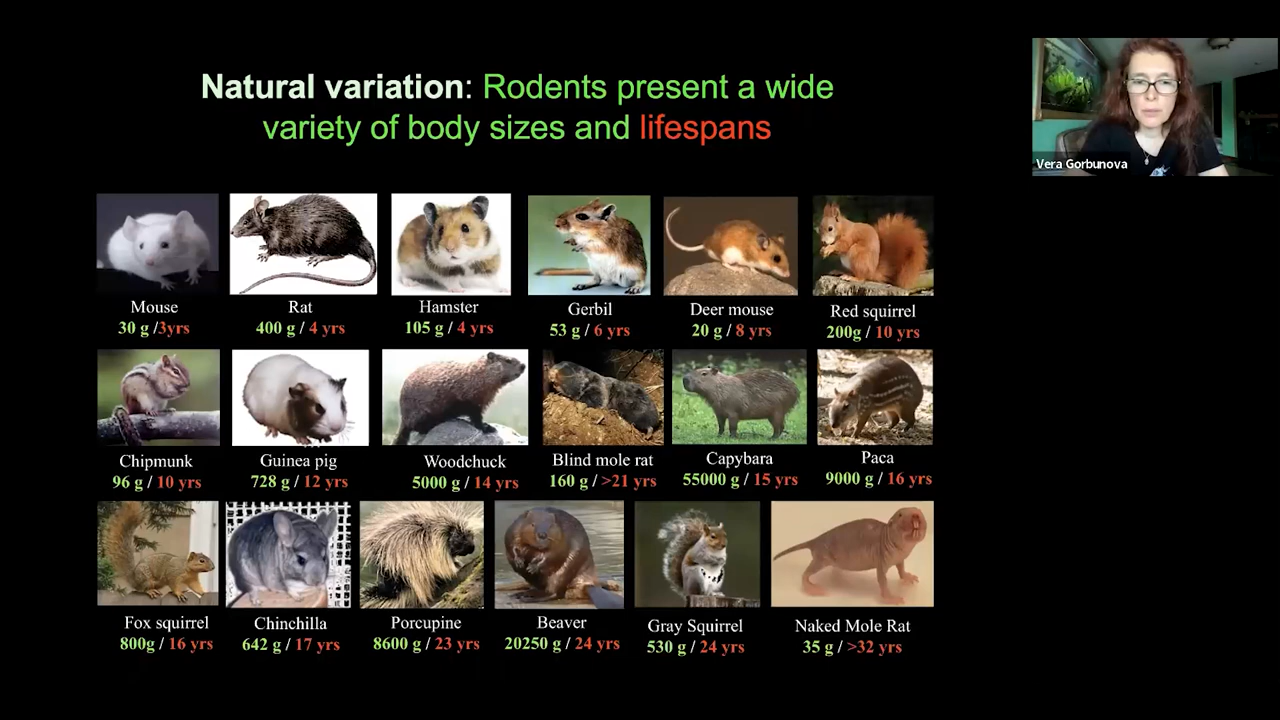 Natural variation: Rodents present a wide
variety of body sizes and lifespans
Vera Gorbunova
Mouse
30 g /3yrs
Rat
400 g / 4 yrs
Hamster
105 g / 4 yrs
Gerbil
53 g / 6 yrs
Deer mouse
20 g / 8 yrs
Red squirrel
200g / 10 yrs
Chipmunk
96 g / 10 yrs
Guinea pig
728 g / 12 yrs
Woodchuck
5000 g / 14 yrs
Blind mole rat
160 g / >21 yrs
Capybara
55000 g / 15 yrs
Paca
9000 g / 16 yrs
Fox squirrel
800g / 16 yrs
Chinchilla
642 g / 17 yrs
Porcupine
8600 g / 23 yrs
Beaver
20250 g / 24 yrs
Gray Squirrel
530 g / 24 yrs
Naked Mole Rat
35 g / >32 yrs